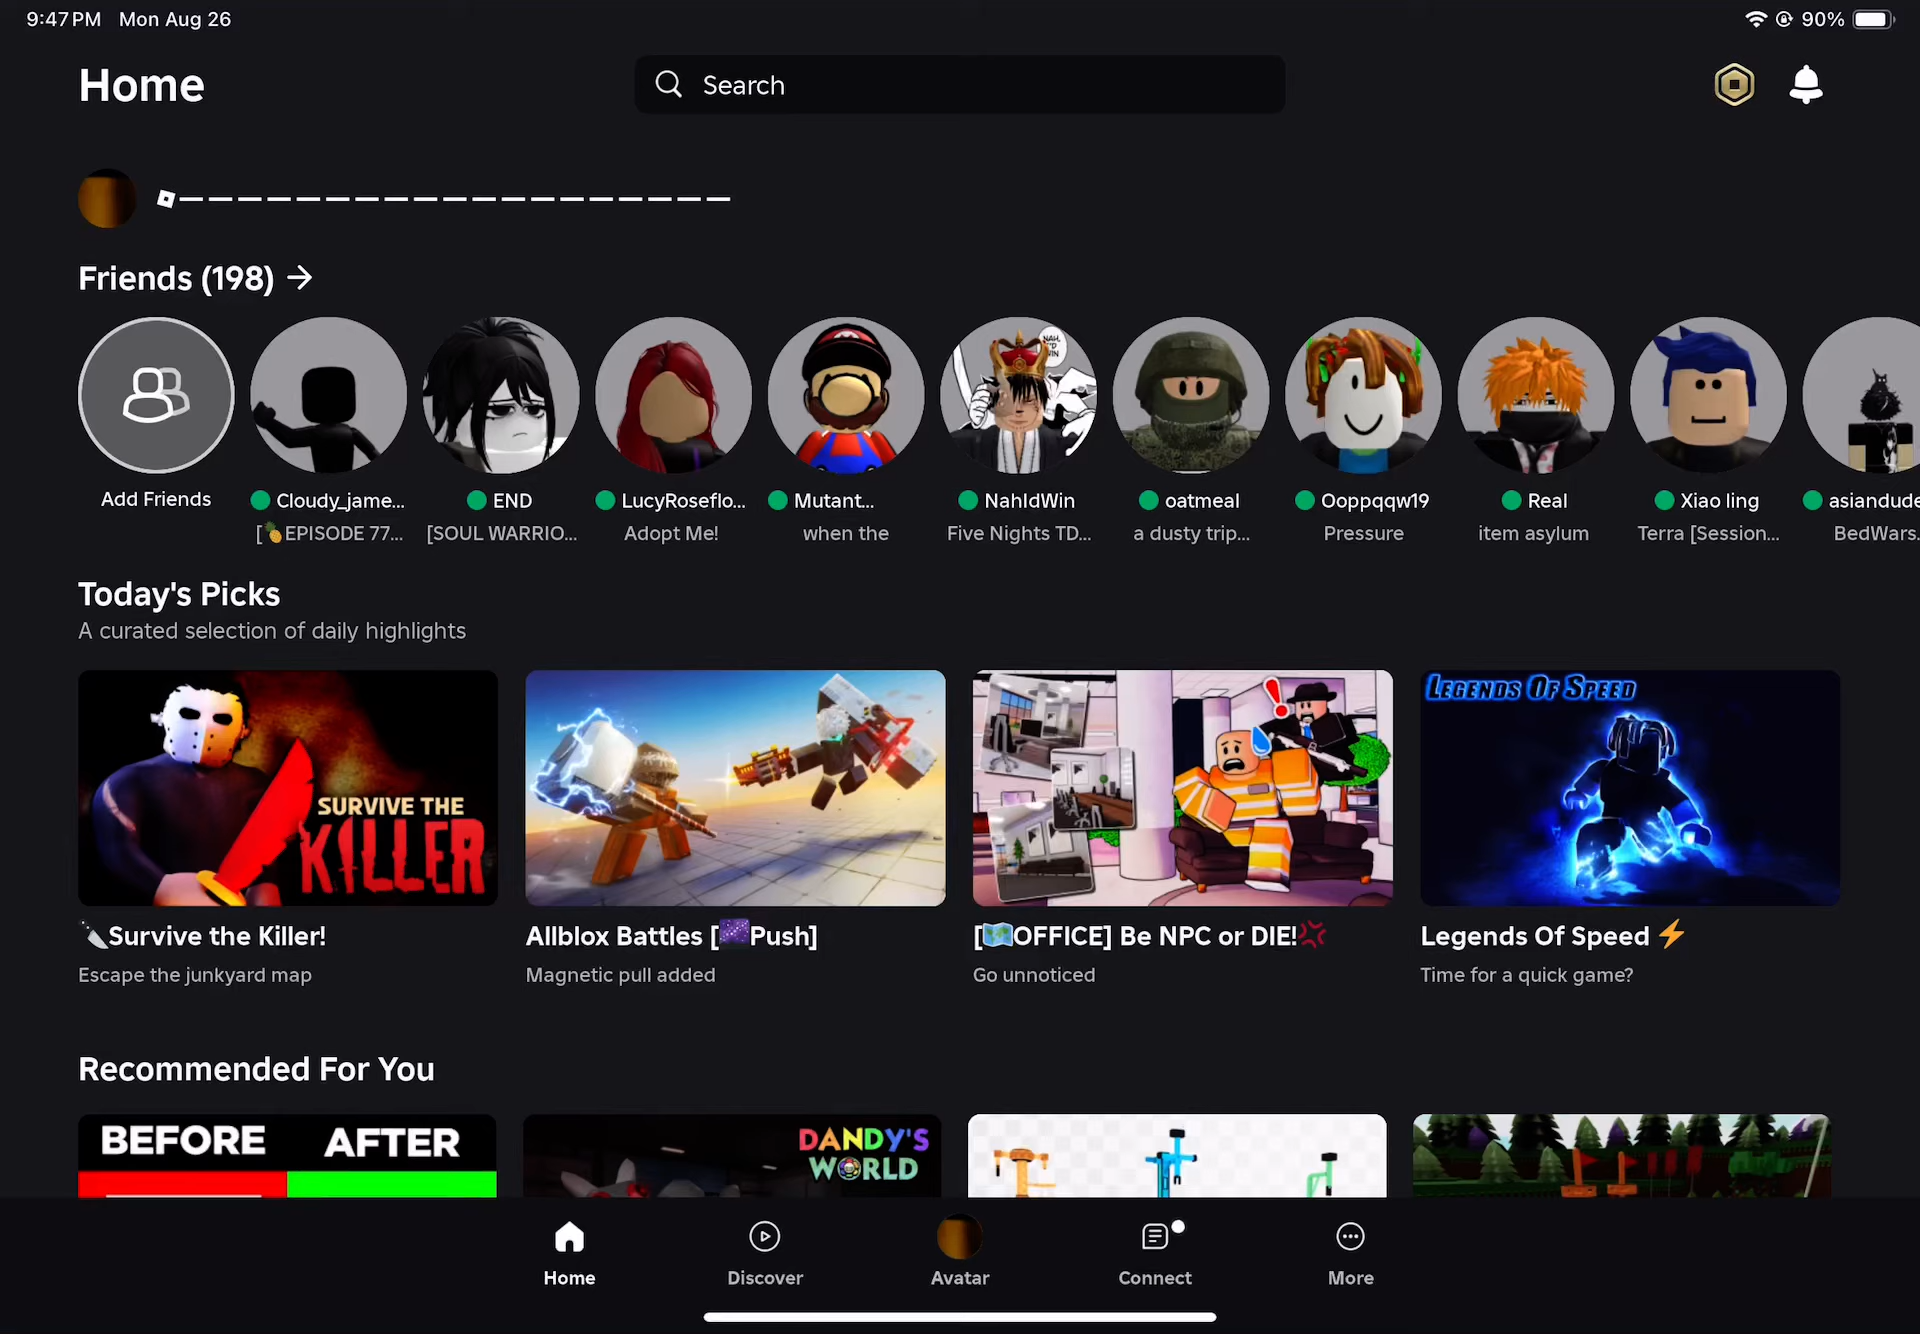 9:47 PM Mon Aug 26
90%
Home
Search
Friends (198)
Add Friends
Cloudy_jame...
[🍍EPISODE 77...
END
[SOUL WARRIO...
LucyRoseflo...
Adopt Me!
Mutant...
when the
NahIdWin
Five Nights TD...
oatmeal
a dusty trip...
Ooppqqw19
Pressure
Real
item asylum
Xiao ling
Terra [Session...
asiandude
BedWars.
NAH, I'D WIN
Today's Picks
A curated selection of daily highlights
SURVIVE THE
KILLER
LEGENDS OF SPEED
🔪Survive the Killer!
Escape the junkyard map
Allblox Battles [🌌Push]
Magnetic pull added
[🗺️OFFICE] Be NPC or DIE!💢
Go unnoticed
Legends Of Speed ⚡
Time for a quick game?
Recommended For You
BEFORE AFTER
DANDY'S
WORLD
Home
Discover
Avatar
Connect
More